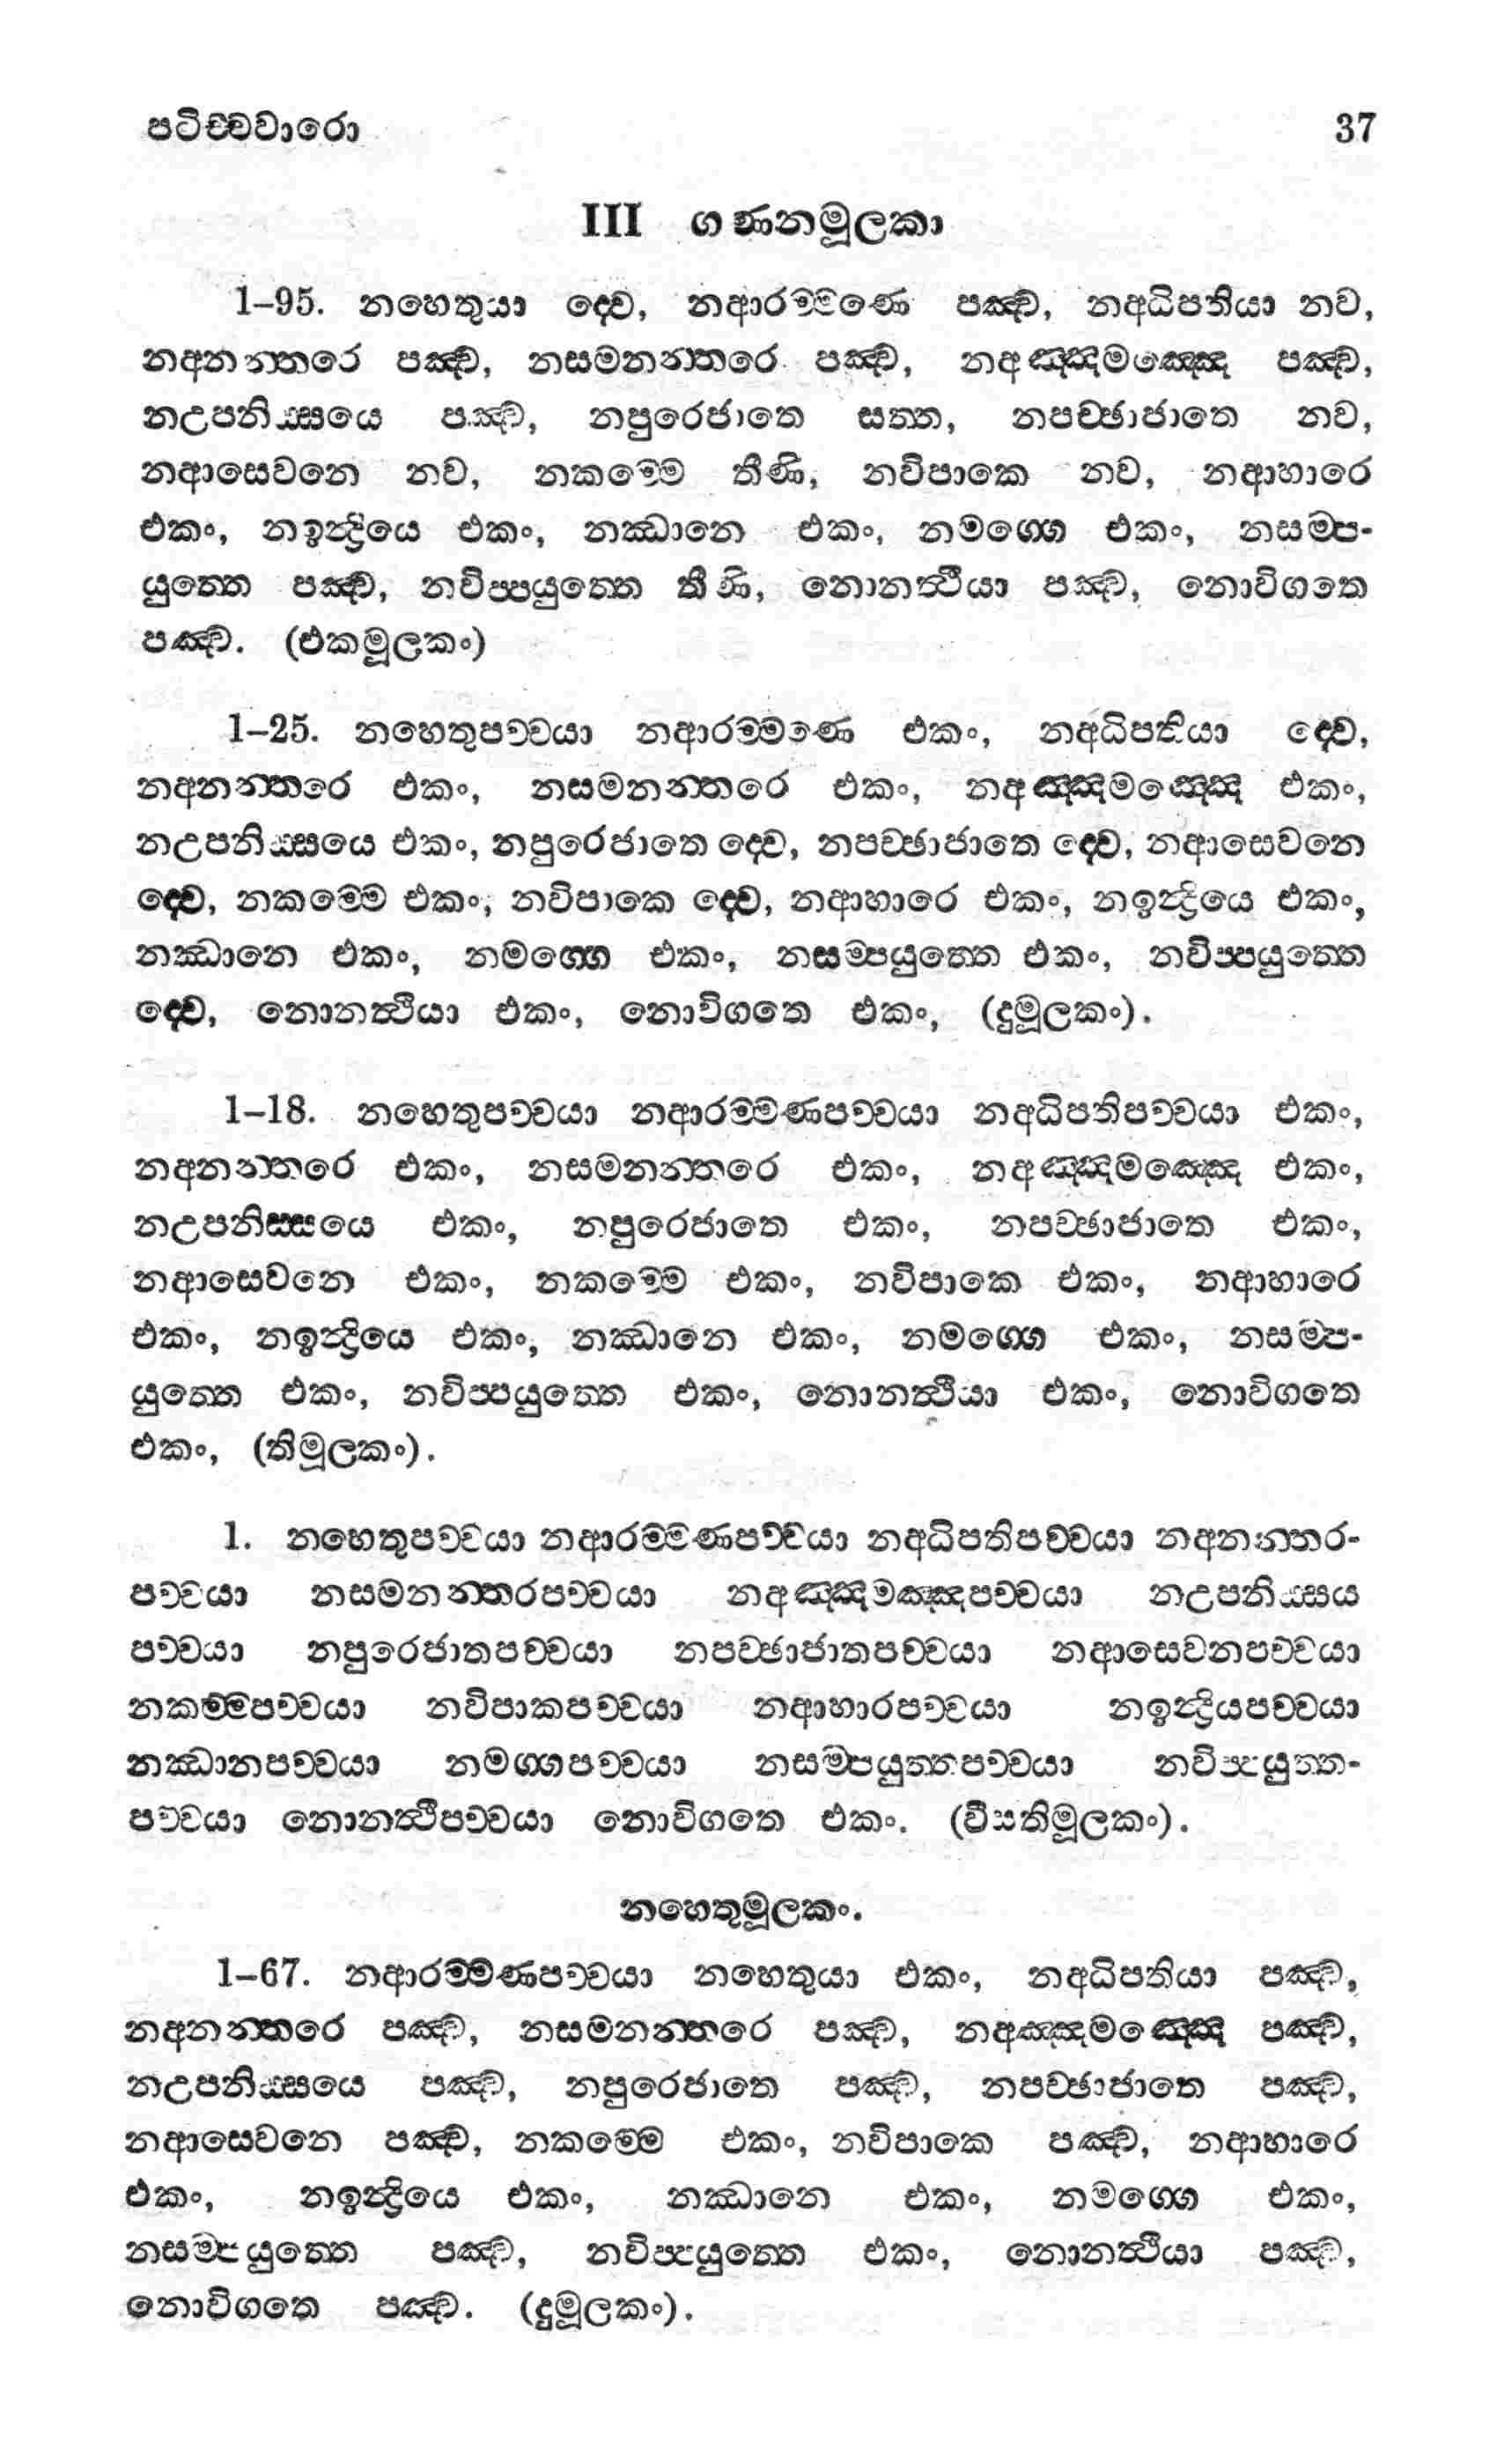 පටිච්චවාරො 37
III ගණනමූලකා
1–95. නහෙතුයා ද්වෙ, නආරම්මණෙ පඤ්ච, නඅධිපතියා නව,
නඅනන්තරෙ පඤ්ච, නසමනන්තරෙ පඤ්ච, නඅඤ්ඤමඤ්ඤෙ පඤ්ච,
නඋපනිස්සයෙ පඤ්ච, නපුරෙජාතෙ සත්ත, නපච්ඡාජාතෙ නව,
නආසෙවනෙ නව, නකම්මෙ තීණි, නවිපාකෙ නව, නආහාරෙ
එකං, නඉන්ද්‍රියෙ එකං, නඣානෙ එකං, නමග්ගෙ එකං, නසම්ප-
යුත්තෙ පඤ්ච, නවිප්පයුත්තෙ තීණි, නොනත්ථියා පඤ්ච, නොවිගතෙ
පඤ්ච. (එකමූලකං)
1–25. නහෙතුපච්චයා නආරම්මණෙ එකං, නඅධිපතියා ද්වෙ,
නඅනන්තරෙ එකං, නසමනන්තරෙ එකං, නඅඤ්ඤමඤ්ඤෙ එකං,
නඋපනිස්සයෙ එකං, නපුරෙජාතෙ ද්වෙ, නපච්ඡාජාතෙ ද්වෙ, නආසෙවනෙ
ද්වෙ, නකම්මෙ එකං, නවිපාකෙ ද්වෙ, නආහාරෙ එකං, නඉන්ද්‍රියෙ එකං,
නඣානෙ එකං, නමග්ගෙ එකං, නසම්පයුත්තෙ එකං, නවිප්පයුත්තෙ
ද්වෙ, නොනත්ථියා එකං, නොවිගතෙ එකං, (දුමූලකං).
1–18. නහෙතුපච්චයා නආරම්මණපච්චයා නඅධිපතිපච්චයා එකං,
නඅනන්තරෙ එකං, නසමනන්තරෙ එකං, නඅඤ්ඤමඤ්ඤෙ එකං,
නඋපනිස්සයෙ එකං, නපුරෙජාතෙ එකං, නපච්ඡාජාතෙ එකං,
නආසෙවනෙ එකං, නකම්මෙ එකං, නවිපාකෙ එකං, නආහාරෙ
එකං, නඉන්ද්‍රියෙ එකං, නඣානෙ එකං, නමග්ගෙ එකං, නසම්ප-
යුත්තෙ එකං, නවිප්පයුත්තෙ එකං, නොනත්ථියා එකං, නොවිගතෙ
එකං, (තිමූලකං).
1. නහෙතුපච්චයා නආරම්මණපච්චයා නඅධිපතිපච්චයා නඅනන්තර-
පච්චයා නසමනන්තරපච්චයා නඅඤ්ඤමඤ්ඤපච්චයා නඋපනිස්සය
පච්චයා නපුරෙජාතපච්චයා නපච්ඡාජාතපච්චයා නආසෙවනපච්චයා
නකම්මපච්චයා නවිපාකපච්චයා නආහාරපච්චයා නඉන්ද්‍රියපච්චයා
නඣානපච්චයා නමග්ගපච්චයා නසම්පයුත්තපච්චයා නවිප්පයුත්ත-
පච්චයා නොනත්ථිපච්චයා නොවිගතෙ එකං. (වීසතිමූලකං).
නහෙතුමූලකං.
1–67. නආරම්මණපච්චයා නහෙතුයා එකං, නඅධිපතියා පඤ්ච,
නඅනන්තරෙ පඤ්ච, නසමනන්තරෙ පඤ්ච, නඅඤ්ඤමඤ්ඤෙ පඤ්ච,
නඋපනිස්සයෙ පඤ්ච, නපුරෙජාතෙ පඤ්ච, නපච්ඡාජාතෙ පඤ්ච,
නආසෙවනෙ පඤ්ච, නකම්මෙ එකං, නවිපාකෙ පඤ්ච, නආහාරෙ
එකං, නඉන්ද්‍රියෙ එකං, නඣානෙ එකං, නමග්ගෙ එකං,
නසම්පයුත්තෙ පඤ්ච, නවිප්පයුත්තෙ එකං, නොනත්ථියා පඤ්ච,
නොවිගතෙ පඤ්ච. (දුමූලකං).